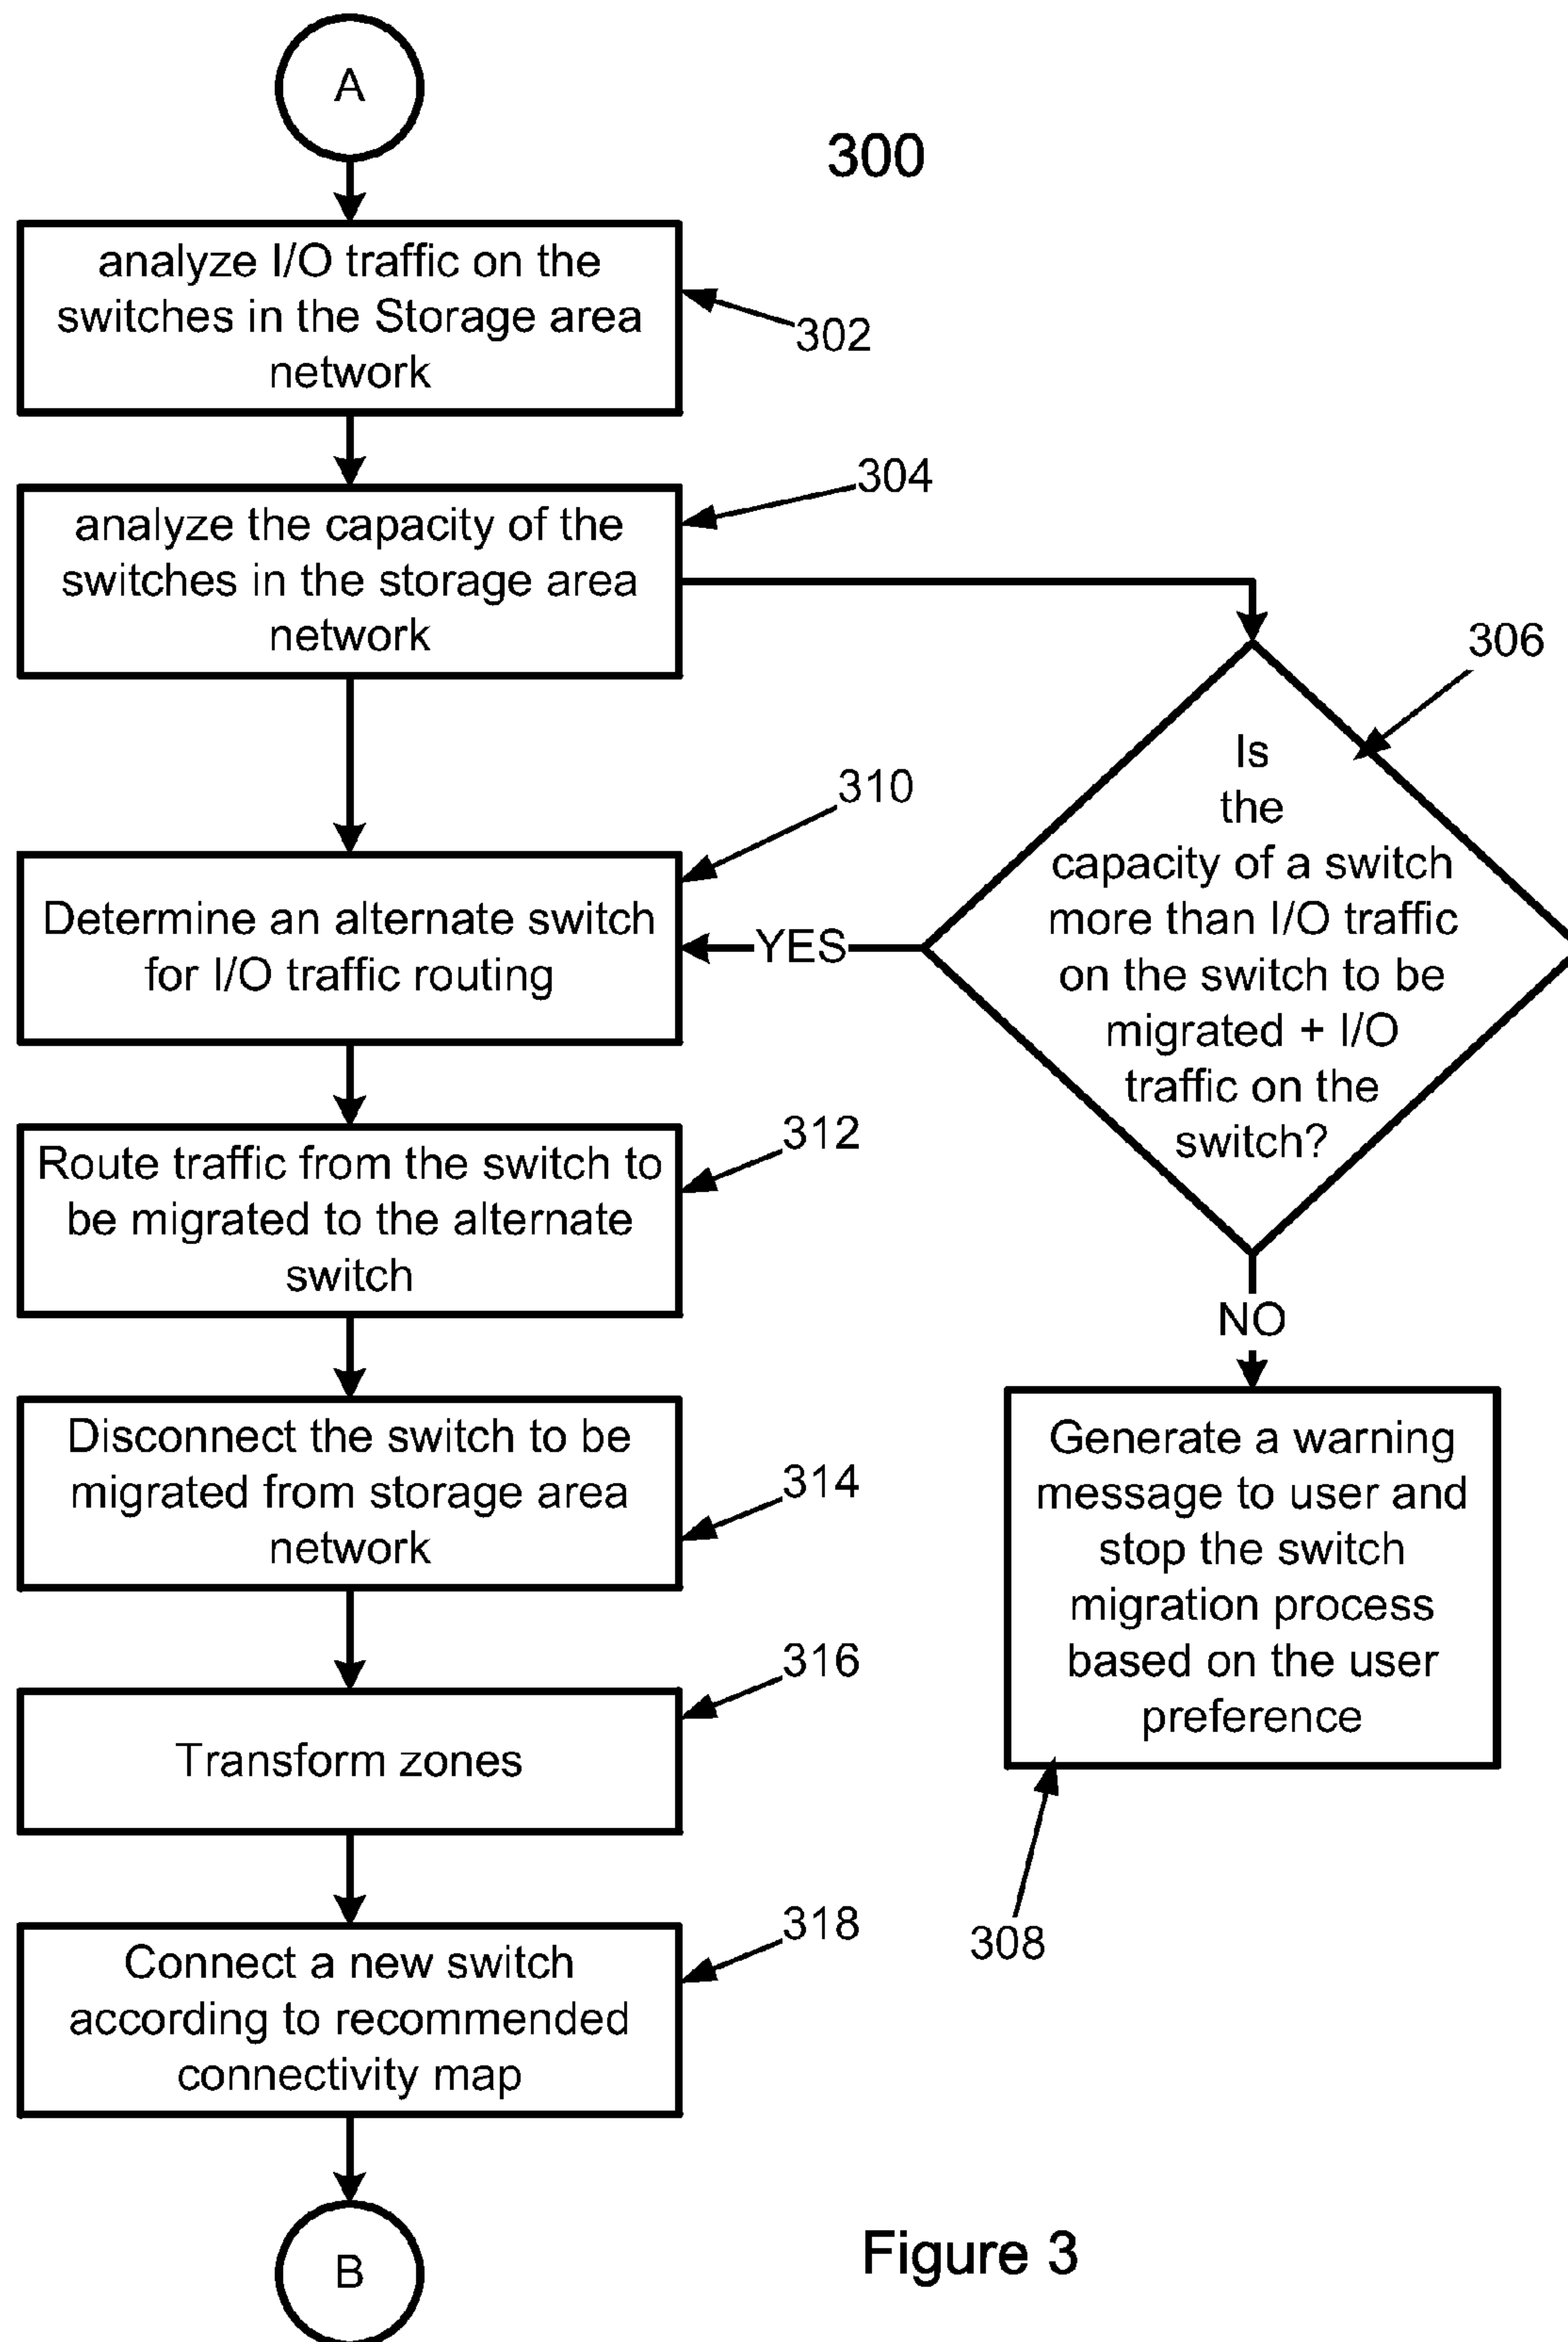 A
300
analyze I/O traffic on the
switches in the Storage area
network
302
304
analyze the capacity of the
switches in the storage area
network
306
Is
the
capacity of a switch
more than I/O traffic
on the switch to be
migrated + I/O
traffic on the
switch?
310
Determine an alternate switch
for I/O traffic routing
YES
312
Route traffic from the switch to
be migrated to the alternate
switch
NO
Disconnect the switch to be
migrated from storage area
network
314
Generate a warning
message to user and
stop the switch
migration process
based on the user
preference
316
Transform zones
308
318
Connect a new switch
according to recommended
connectivity map
B
Figure 3